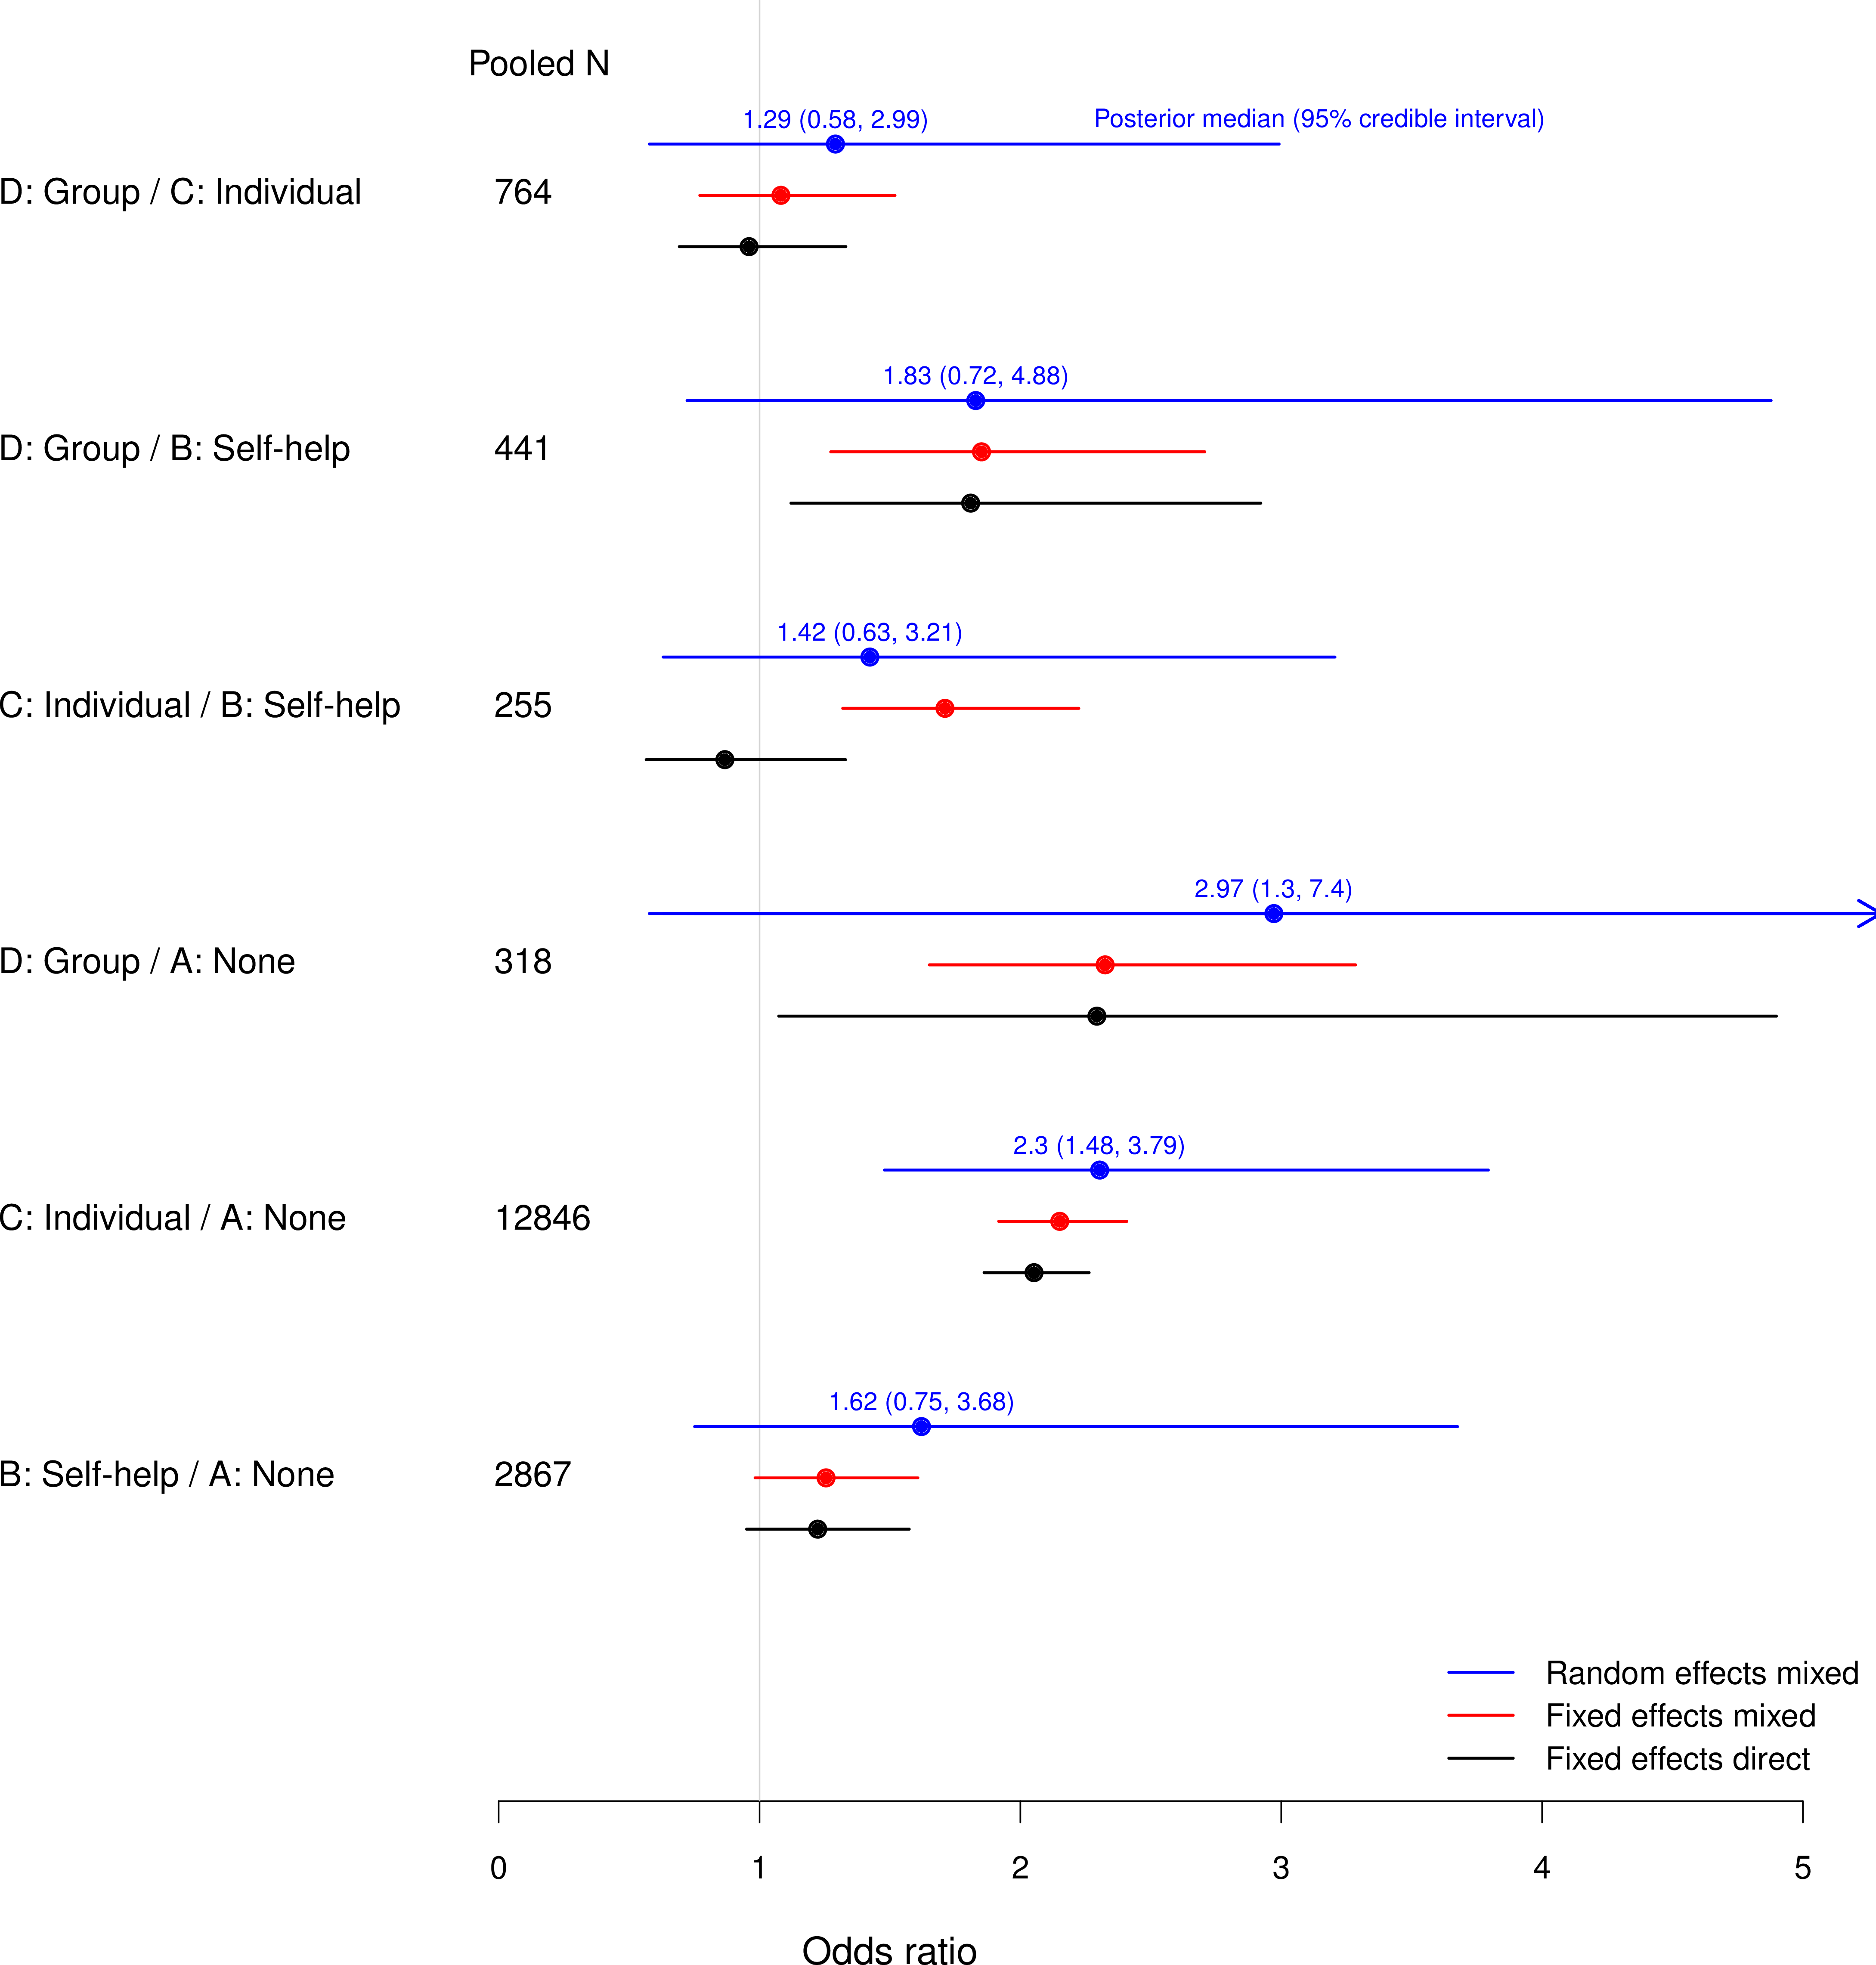 Pooled N
1.29 (0.58, 2.99)
Posterior median (95% credible interval)
D: Group / C: Individual
764
1.83 (0.72, 4.88)
D: Group / B: Self-help
441
1.42 (0.63, 3.21)
C: Individual / B: Self-help
255
2.97 (1.3, 7.4)
D: Group / A: None
318
2.3 (1.48, 3.79)
C: Individual / A: None
12846
1.62 (0.75, 3.68)
B: Self-help / A: None
2867
Random effects mixed
Fixed effects mixed
Fixed effects direct
0 1 2 3 4 5
Odds ratio